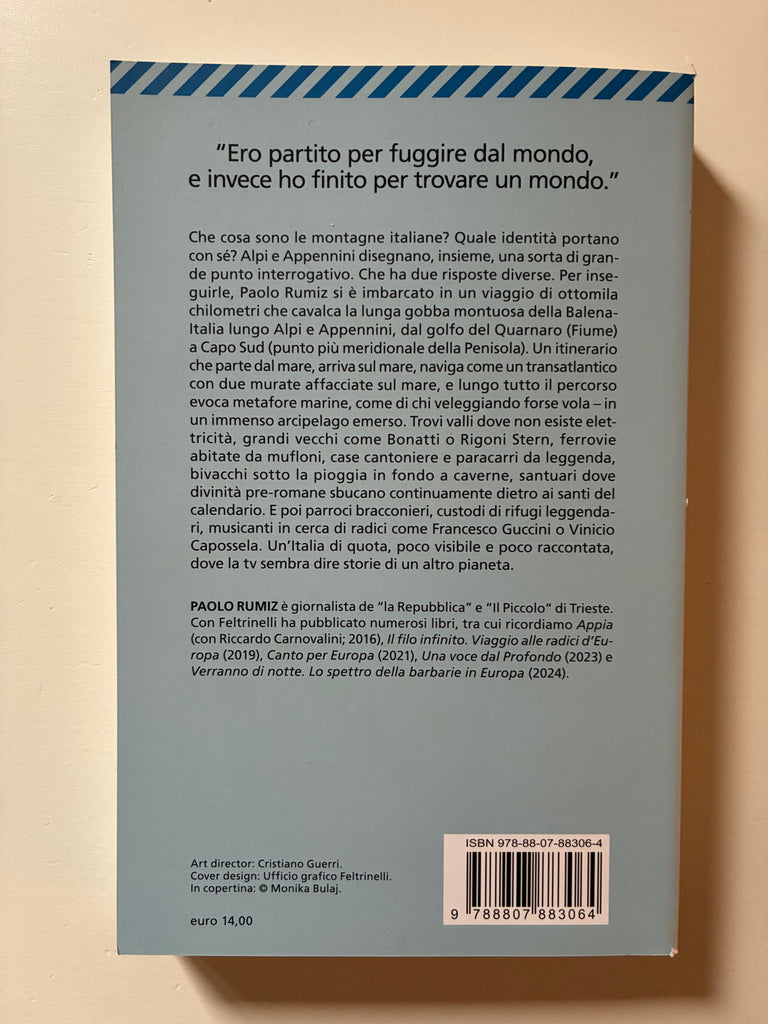 “Ero partito per fuggire dal mondo,
e invece ho finito per trovare un mondo.”
Che cosa sono le montagne italiane? Quale identità portano
con sé? Alpi e Appennini disegnano, insieme, una sorta di gran-
de punto interrogativo. Che ha due risposte diverse. Per inse-
guirle, Paolo Rumiz si è imbarcato in un viaggio di ottomila
chilometri che cavalca la lunga gobba montuosa della Balena-
Italia lungo Alpi e Appennini, dal golfo del Quarnaro (Fiume)
a Capo Sud (punto più meridionale della Penisola). Un itinerario
che parte dal mare, arriva sul mare, naviga come un transatlantico
con due murate affacciate sul mare, e lungo tutto il percorso
evoca metafore marine, come di chi veleggiando forse vola – in
un immenso arcipelago emerso. Trovi valli dove non esiste elet-
tricità, grandi vecchi come Bonatti o Rigoni Stern, ferrovie
abitate da mufloni, case cantoniere e paracarri da leggenda,
bivacchi sotto la pioggia in fondo a caverne, santuari dove
divinità pre-romane sbucano continuamente dietro ai santi del
calendario. E poi parroci bracconieri, custodi di rifugi leggenda-
ri, musicanti in cerca di radici come Francesco Guccini o Vinicio
Capossela. Un’Italia di quota, poco visibile e poco raccontata,
dove la tv sembra dire storie di un altro pianeta.
PAOLO RUMIZ è giornalista de “la Repubblica” e “Il Piccolo” di Trieste.
Con Feltrinelli ha pubblicato numerosi libri, tra cui ricordiamo Appia
(con Riccardo Carnovalini; 2016), Il filo infinito. Viaggio alle radici d’Eu-
ropa (2019), Canto per Europa (2021), Una voce dal Profondo (2023) e
Verranno di notte. Lo spettro della barbarie in Europa (2024).
Art director: Cristiano Guerri.
Cover design: Ufficio grafico Feltrinelli.
In copertina: © Monika Bulaj.
euro 14,00
ISBN 978-88-07-88306-4
9 788807 883064